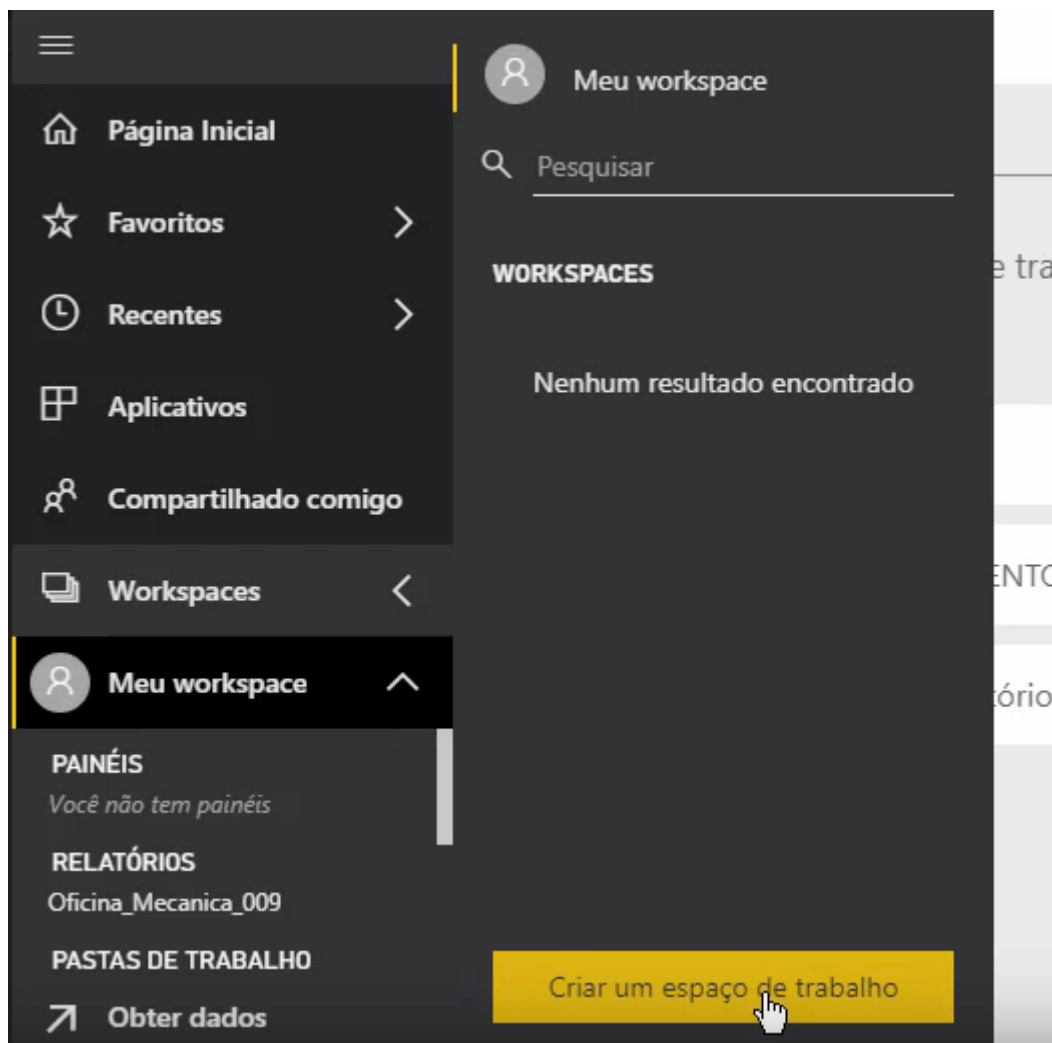 Página Inicial
Favoritos
Recentes
Aplicativos
Compartilhado comigo
Workspaces
Meu workspace
PAINÉIS
Você não tem painéis
RELATÓRIOS
Oficina_Mecanica_009
PASTAS DE TRABALHO
Obter dados
Meu workspace
Pesquisar
WORKSPACES
Nenhum resultado encontrado
Criar um espaço de trabalho